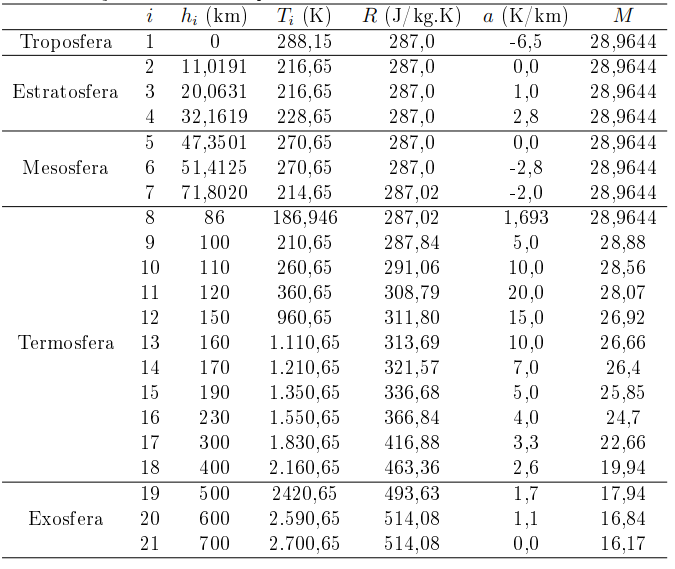 i h_i (km) T_i (K) R (J/kg.K) a (K/km) M
Troposfera 1 0 288,15 287,0 -6,5 28,9644
2 11,0191 216,65 287,0 0,0 28,9644
Estratosfera 3 20,0631 216,65 287,0 1,0 28,9644
4 32,1619 228,65 287,0 2,8 28,9644
5 47,3501 270,65 287,0 0,0 28,9644
Mesosfera 6 51,4125 270,65 287,0 -2,8 28,9644
7 71,8020 214,65 287,02 -2,0 28,9644
8 86 186,946 287,02 1,693 28,9644
9 100 210,65 287,84 5,0 28,88
10 110 260,65 291,06 10,0 28,56
11 120 360,65 308,79 20,0 28,07
12 150 960,65 311,80 15,0 26,92
Termosfera 13 160 1.110,65 313,69 10,0 26,66
14 170 1.210,65 321,57 7,0 26,4
15 190 1.350,65 336,68 5,0 25,85
16 230 1.550,65 366,84 4,0 24,7
17 300 1.830,65 416,88 3,3 22,66
18 400 2.160,65 463,36 2,6 19,94
19 500 2420,65 493,63 1,7 17,94
Exosfera 20 600 2.590,65 514,08 1,1 16,84
21 700 2.700,65 514,08 0,0 16,17